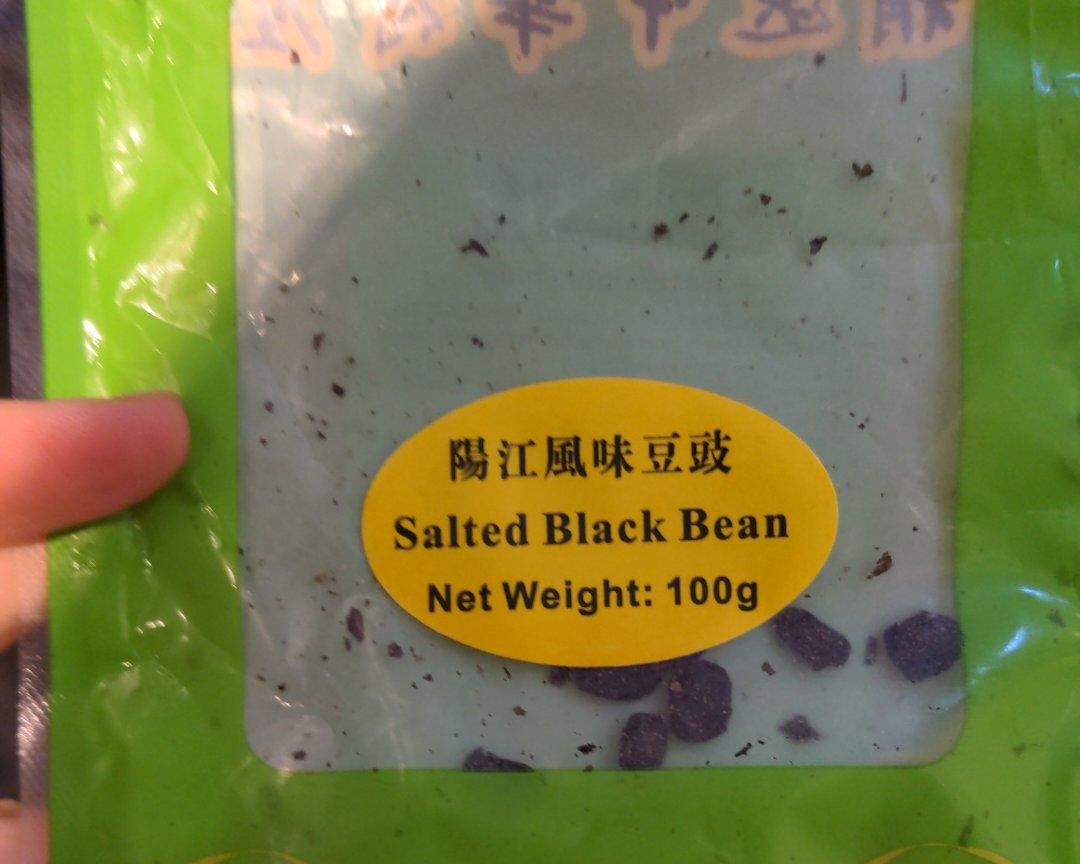 陽江風味豆豉
Salted Black Bean
Net Weight: 100g